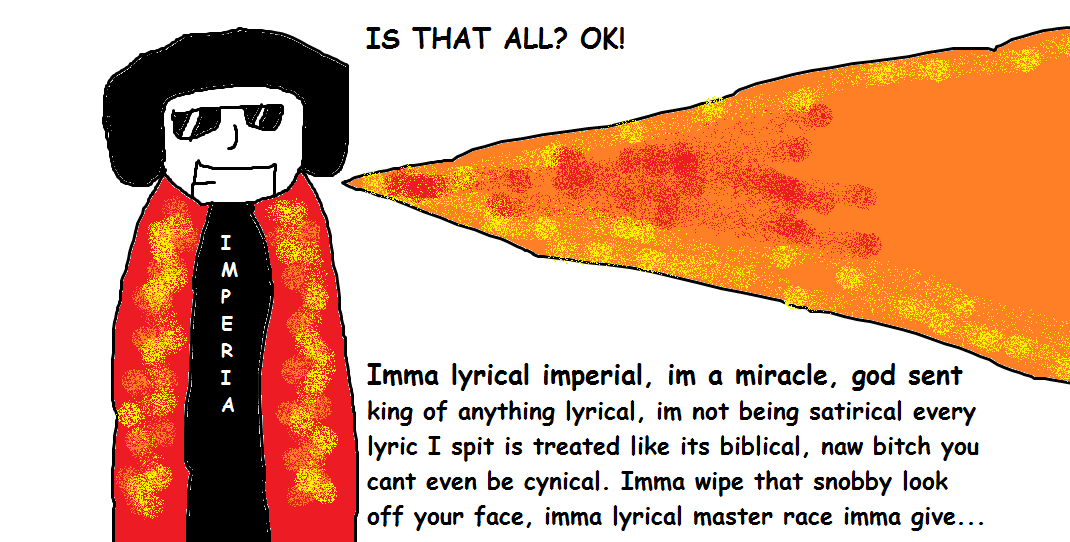 IS THAT ALL? OK!
IMPERIA
Imma lyrical imperial, im a miracle, god sent
king of anything lyrical, im not being satirical every
lyric I spit is treated like its biblical, naw bitch you
cant even be cynical. Imma wipe that snobby look
off your face, imma lyrical master race imma give...